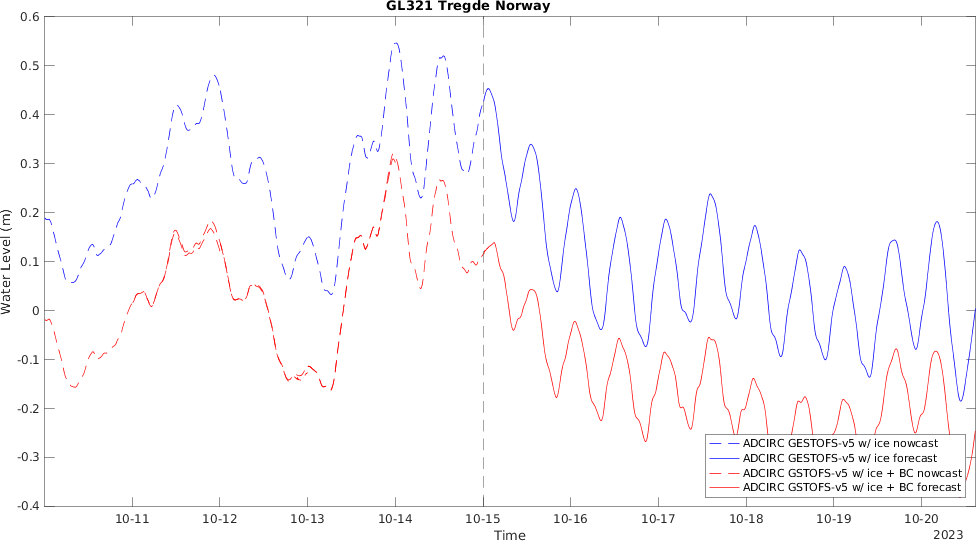 GL321 Tregde Norway
0.6
0.5
0.4
0.3
0.2
0.1
0
-0.1
-0.2
-0.3
-0.4
Water Level (m)
ADCIRC GESTOFS-v5 w/ ice nowcast
ADCIRC GESTOFS-v5 w/ ice forecast
ADCIRC GSTOFS-v5 w/ ice + BC nowcast
ADCIRC GSTOFS-v5 w/ ice + BC forecast
10-11 10-12 10-13 10-14 10-15 10-16 10-17 10-18 10-19 10-20
Time
2023